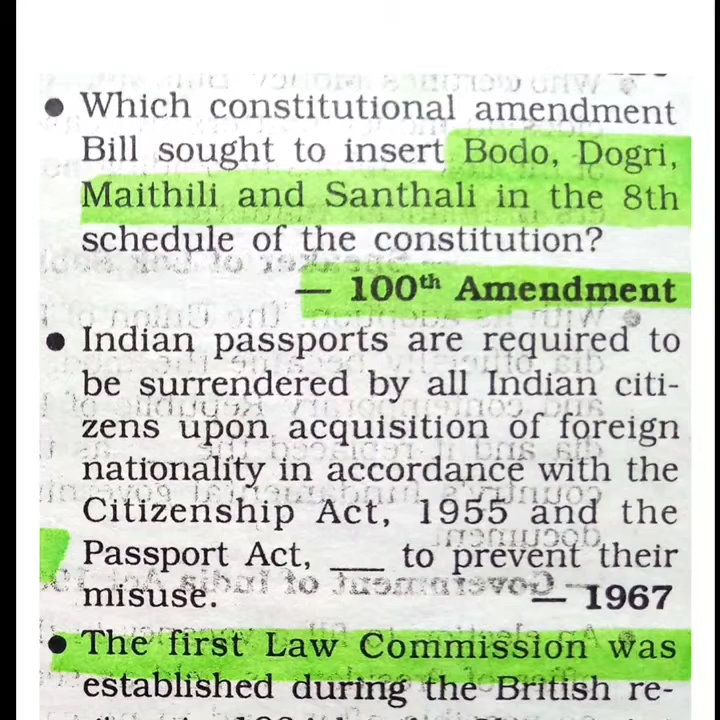 • Which constitutional amendment
Bill sought to insert Bodo, Dogri,
Maithili and Santhali in the 8th
schedule of the constitution?
— 100th Amendment
• Indian passports are required to
be surrendered by all Indian citi-
zens upon acquisition of foreign
nationality in accordance with the
Citizenship Act, 1955 and the
Passport Act, ___ to prevent their
misuse. — 1967
• The first Law Commission was
established during the British re-